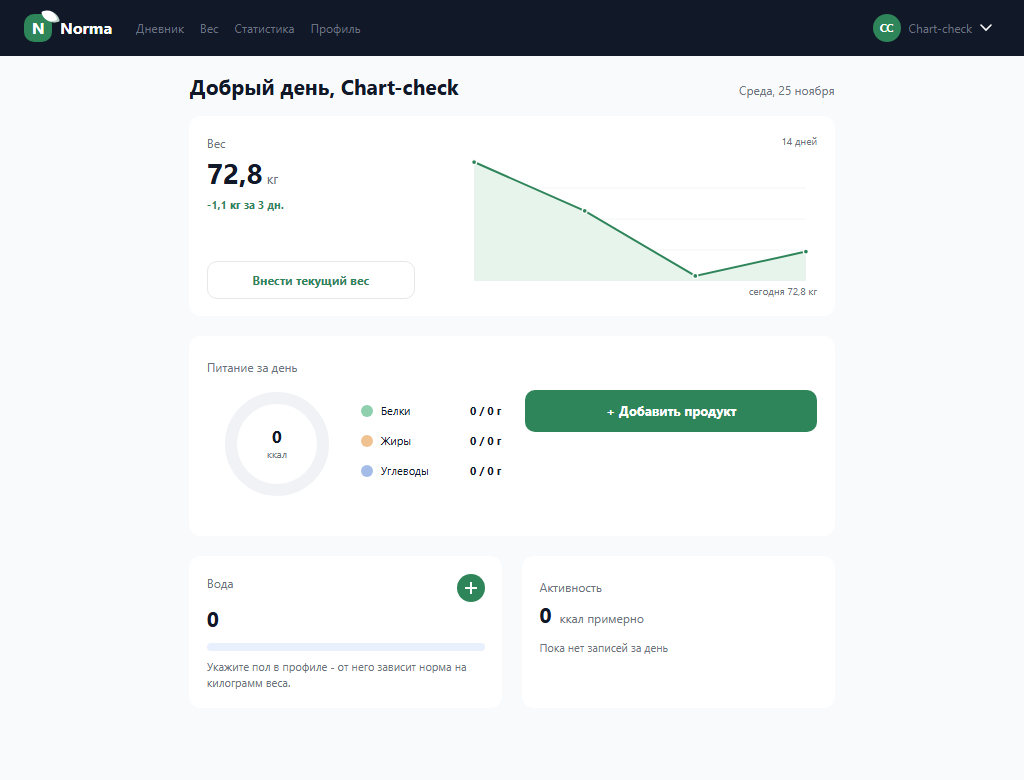 N Norma Дневник Вес Статистика Профиль CC Chart-check
Добрый день, Chart-check
Среда, 25 ноября
Вес
14 дней
72,8 кг
-1,1 кг за 3 дн.
Внести текущий вес
сегодня 72,8 кг
Питание за день
0
ккал
Белки 0 / 0 г
Жиры 0 / 0 г
Углеводы 0 / 0 г
+ Добавить продукт
Вода
0
Укажите пол в профиле - от него зависит норма на
килограмм веса.
Активность
0 ккал примерно
Пока нет записей за день